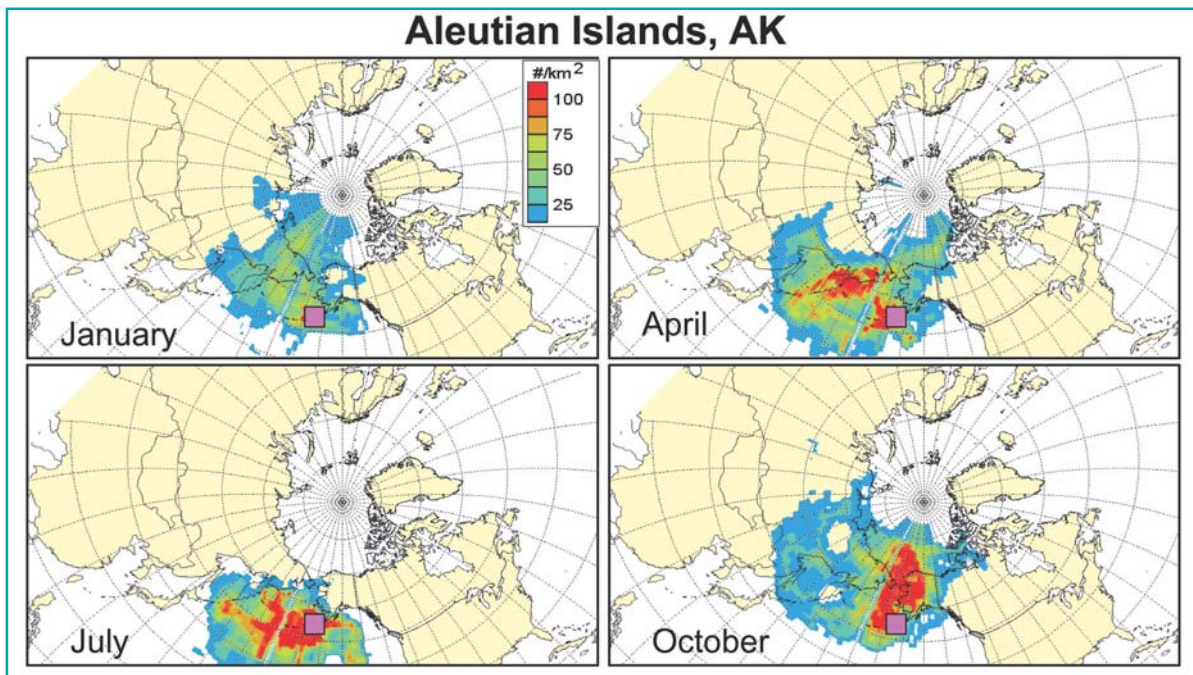 Aleutian Islands, AK
#/km²
100
75
50
25
January
April
July
October